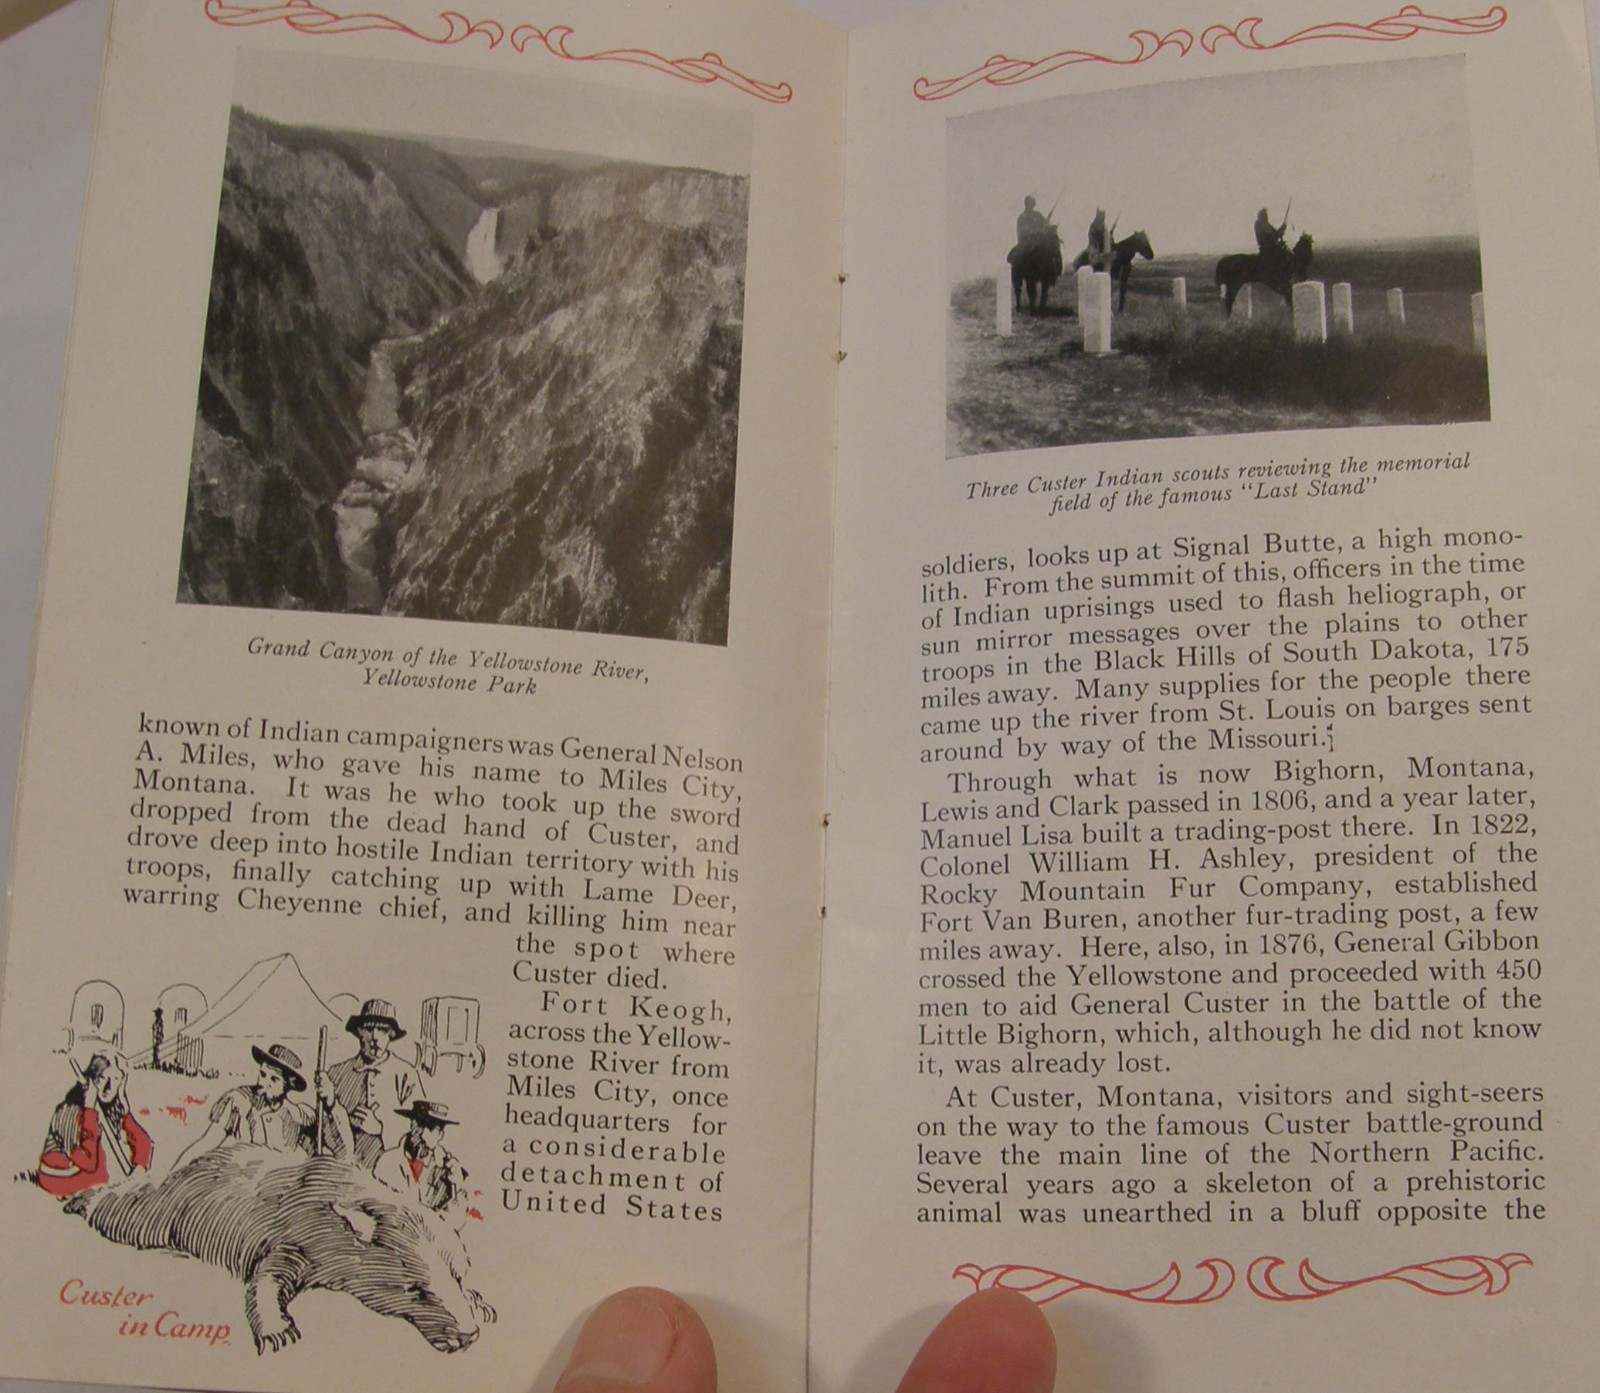 Grand Canyon of the Yellowstone River,
Yellowstone Park
known of Indian campaigners was General Nelson
A. Miles, who gave his name to Miles City,
Montana. It was he who took up the sword
dropped from the dead hand of Custer, and
drove deep into hostile Indian territory with his
troops, finally catching up with Lame Deer,
warring Cheyenne chief, and killing him near
the spot where
Custer died.
Fort Keogh,
across the Yellow-
stone River from
Miles City, once
headquarters for
a considerable
detachment of
United States
Custer
in Camp
Three Custer Indian scouts reviewing the memorial
field of the famous "Last Stand"
soldiers, looks up at Signal Butte, a high mono-
lith. From the summit of this, officers in the time
of Indian uprisings used to flash heliograph, or
sun mirror messages over the plains to other
troops in the Black Hills of South Dakota, 175
miles away. Many supplies for the people there
came up the river from St. Louis on barges sent
around by way of the Missouri.
Through what is now Bighorn, Montana,
Lewis and Clark passed in 1806, and a year later,
Manuel Lisa built a trading-post there. In 1822,
Colonel William H. Ashley, president of the
Rocky Mountain Fur Company, established
Fort Van Buren, another fur-trading post, a few
miles away. Here, also, in 1876, General Gibbon
crossed the Yellowstone and proceeded with 450
men to aid General Custer in the battle of the
Little Bighorn, which, although he did not know
it, was already lost.
At Custer, Montana, visitors and sight-seers
on the way to the famous Custer battle-ground
leave the main line of the Northern Pacific.
Several years ago a skeleton of a prehistoric
animal was unearthed in a bluff opposite the